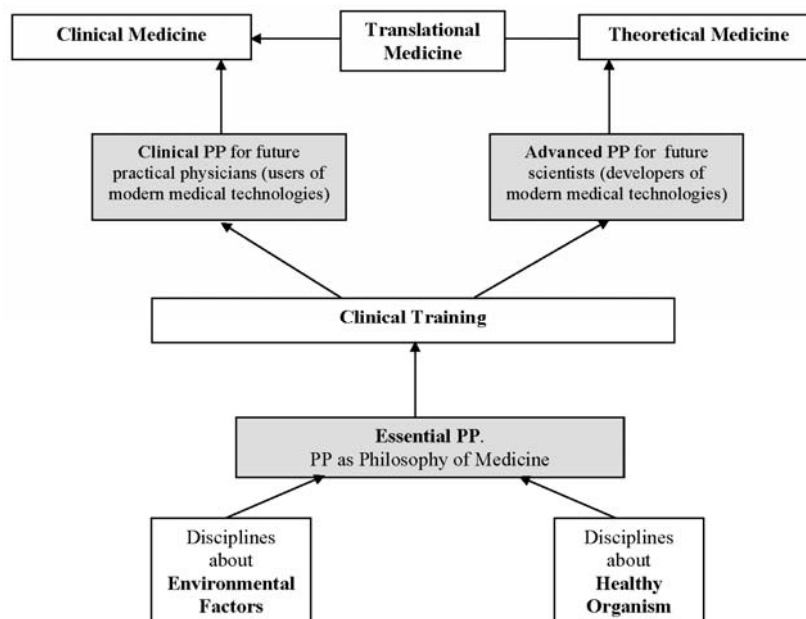 Clinical Medicine
Translational
Medicine
Theoretical Medicine
Clinical PP for future
practical physicians (users of
modern medical technologies)
Advanced PP for future
scientists (developers of
modern medical technologies)
Clinical Training
Essential PP.
PP as Philosophy of Medicine
Disciplines
about
Environmental
Factors
Disciplines
about
Healthy
Organism